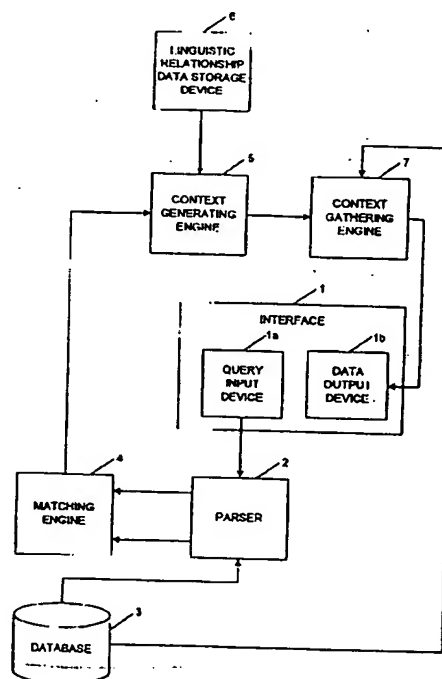 6
LINGUISTIC
RELATIONSHIP
DATA STORAGE
DEVICE
5
CONTEXT
GENERATING
ENGINE
7
CONTEXT
GATHERING
ENGINE
1
INTERFACE
1a
QUERY
INPUT
DEVICE
1b
DATA
OUTPUT
DEVICE
4
MATCHING
ENGINE
2
PARSER
3
DATABASE